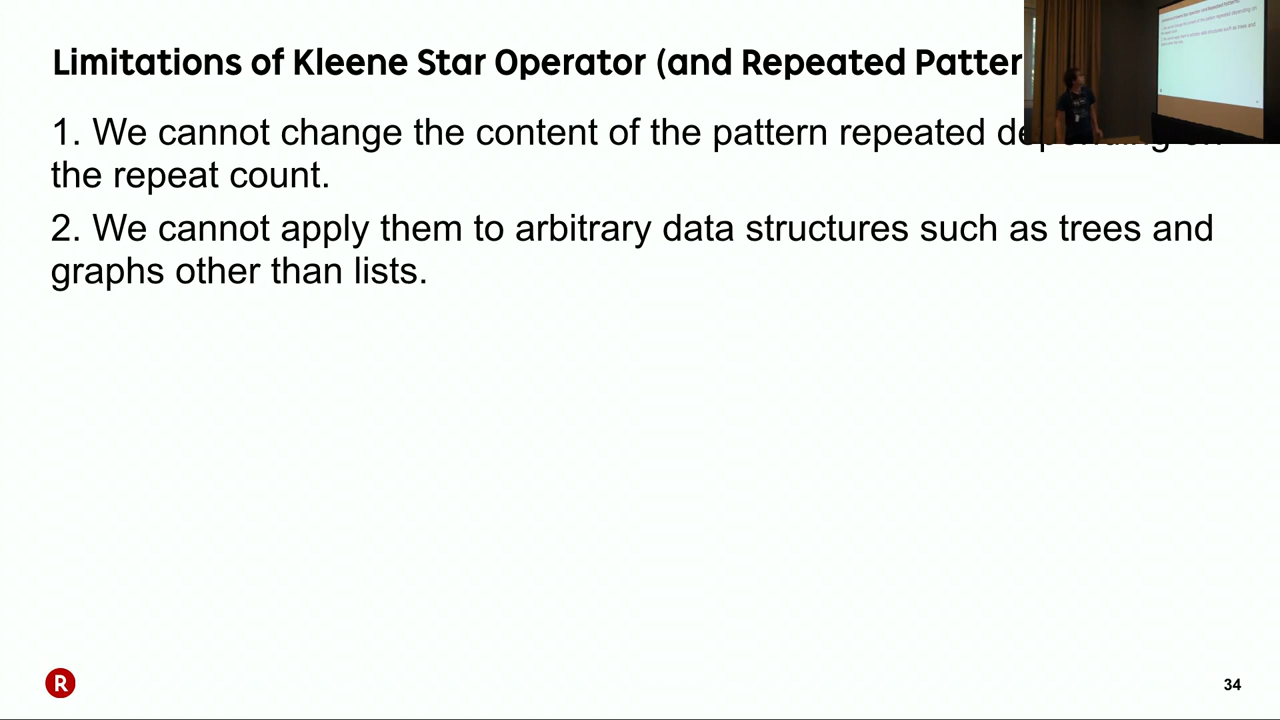 Limitations of Kleene Star Operator (and Repeated Patter
1. We cannot change the content of the pattern repeated depending on
the repeat count.
2. We cannot apply them to arbitrary data structures such as trees and
graphs other than lists.
R
34